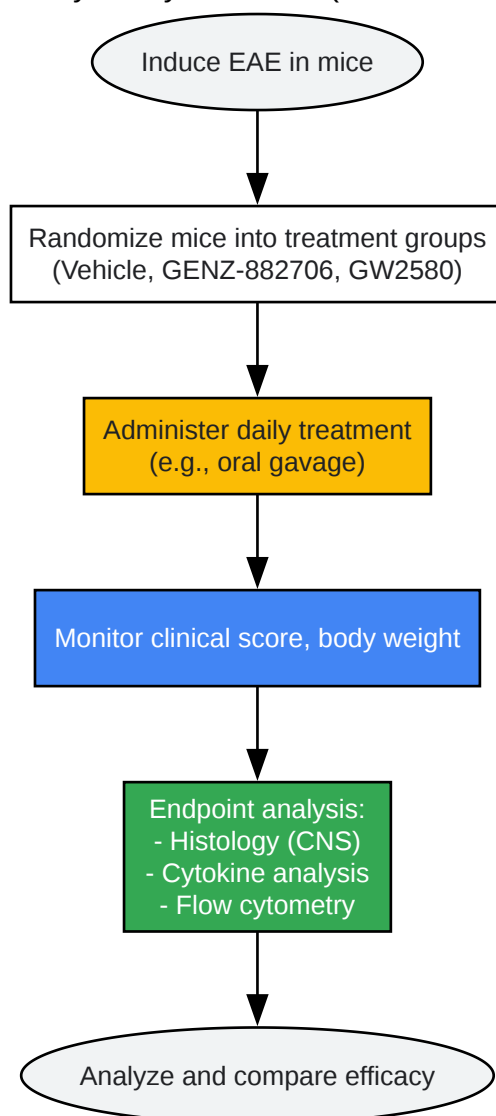 Induce EAE in mice
Randomize mice into treatment groups
(Vehicle, GENZ-882706, GW2580)
Administer daily treatment
(e.g., oral gavage)
Monitor clinical score, body weight
Endpoint analysis:
- Histology (CNS)
- Cytokine analysis
- Flow cytometry
Analyze and compare efficacy